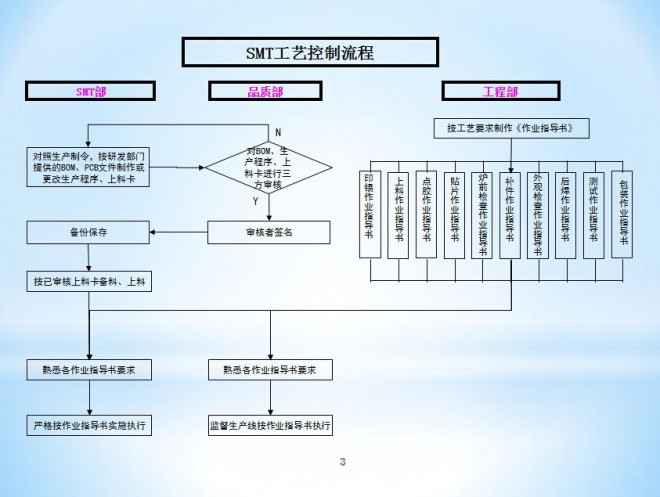 SMT工艺控制流程
SMT部
品质部
工程部
N
按工艺要求制作《作业指导书》
对照生产制令，按研发部门
提供的BOM、PCB文件制作或
更改生产程序、上料卡
对BOM、生
产程序、上
料卡进行三
方审核
Y
印锡作业指导书
上料作业指导书
点胶作业指导书
贴片作业指导书
炉前检查作业指导书
补件作业指导书
外观检查作业指导书
后焊作业指导书
测试作业指导书
包装作业指导书
备份保存
审核者签名
按已审核上料卡备料、上料
熟悉各作业指导书要求
熟悉各作业指导书要求
严格按作业指导书实施执行
监督生产线按作业指导书执行
3